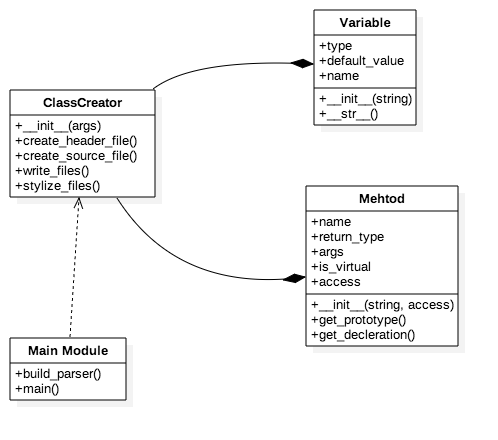 Variable
+type
+default_value
+name
+__init__(string)
+__str__()
ClassCreator
+__init__(args)
+create_header_file()
+create_source_file()
+write_files()
+stylize_files()
Mehtod
+name
+return_type
+args
+is_virtual
+access
+__init__(string, access)
+get_prototype()
+get_decleration()
Main Module
+build_parser()
+main()